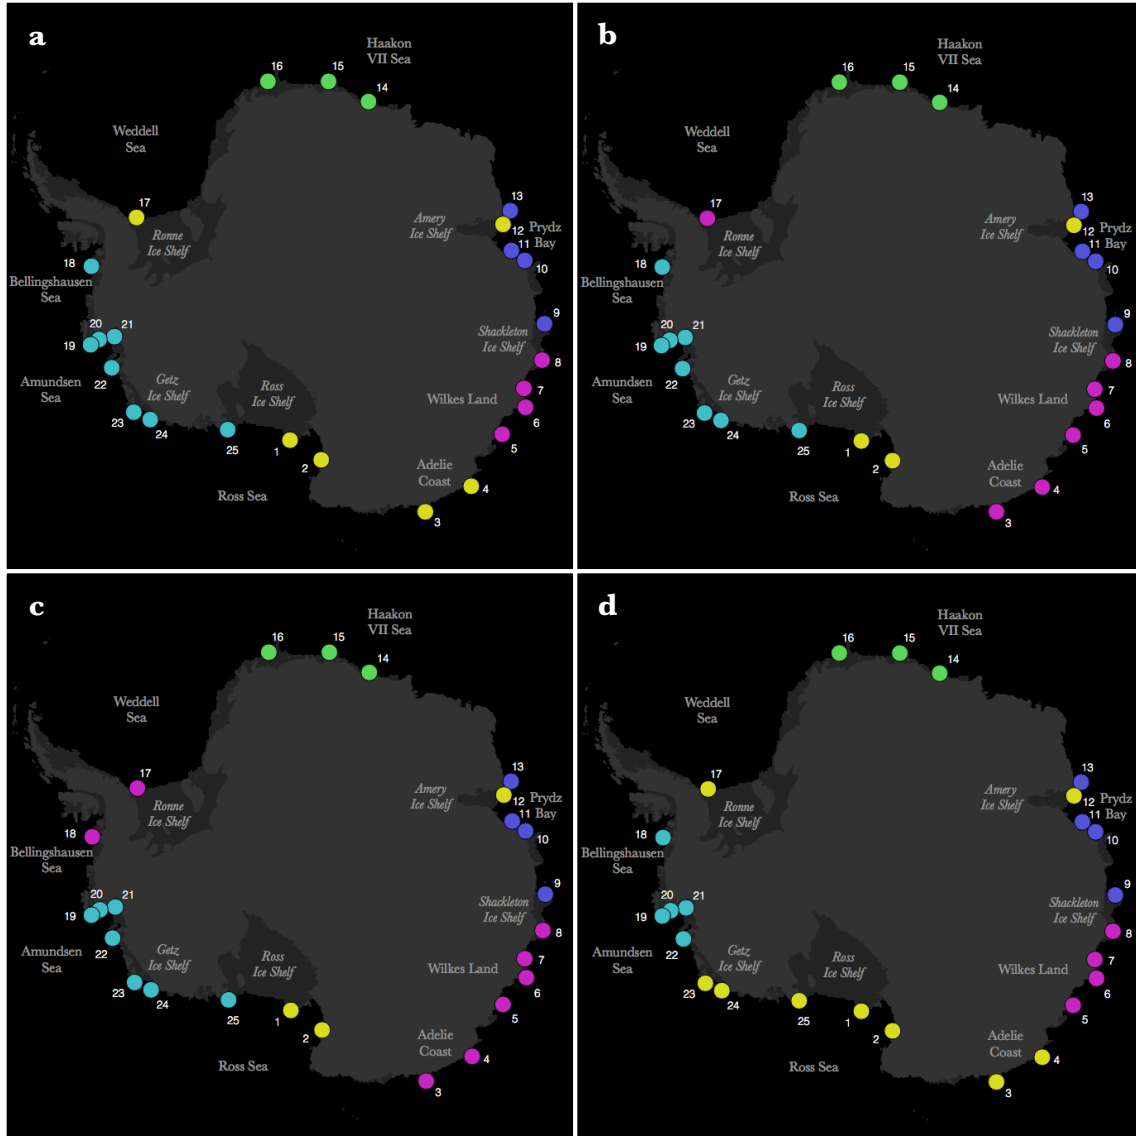 a
Haakon
VII Sea
16
15
14
Weddell
Sea
17
Ronne
Ice Shelf
13
Amery
Ice Shelf
12
Prydz
Bay
11
10
18
Bellingshausen
Sea
9
20
21
19
Shackleton
Ice Shelf
8
22
Amundsen
Sea
Getz
Ice Shelf
Ross
Ice Shelf
7
Wilkes Land
6
23
24
25
1
5
2
Adelie
Coast
4
Ross Sea
3
b
Haakon
VII Sea
16
15
14
Weddell
Sea
17
Ronne
Ice Shelf
13
Amery
Ice Shelf
12
Prydz
Bay
11
10
18
Bellingshausen
Sea
9
20
21
19
Shackleton
Ice Shelf
8
22
Amundsen
Sea
Getz
Ice Shelf
Ross
Ice Shelf
7
Wilkes Land
6
23
24
25
1
5
2
Adelie
Coast
4
Ross Sea
3
c
Haakon
VII Sea
16
15
14
Weddell
Sea
17
Ronne
Ice Shelf
13
Amery
Ice Shelf
12
Prydz
Bay
11
10
18
Bellingshausen
Sea
9
20
21
19
Shackleton
Ice Shelf
8
22
Amundsen
Sea
Getz
Ice Shelf
Ross
Ice Shelf
7
Wilkes Land
6
23
24
25
1
5
2
Adelie
Coast
4
Ross Sea
3
d
Haakon
VII Sea
16
15
14
Weddell
Sea
17
Ronne
Ice Shelf
13
Amery
Ice Shelf
12
Prydz
Bay
11
10
18
Bellingshausen
Sea
9
20
21
19
Shackleton
Ice Shelf
8
22
Amundsen
Sea
Getz
Ice Shelf
Ross
Ice Shelf
7
Wilkes Land
6
23
24
25
1
5
2
Adelie
Coast
4
Ross Sea
3